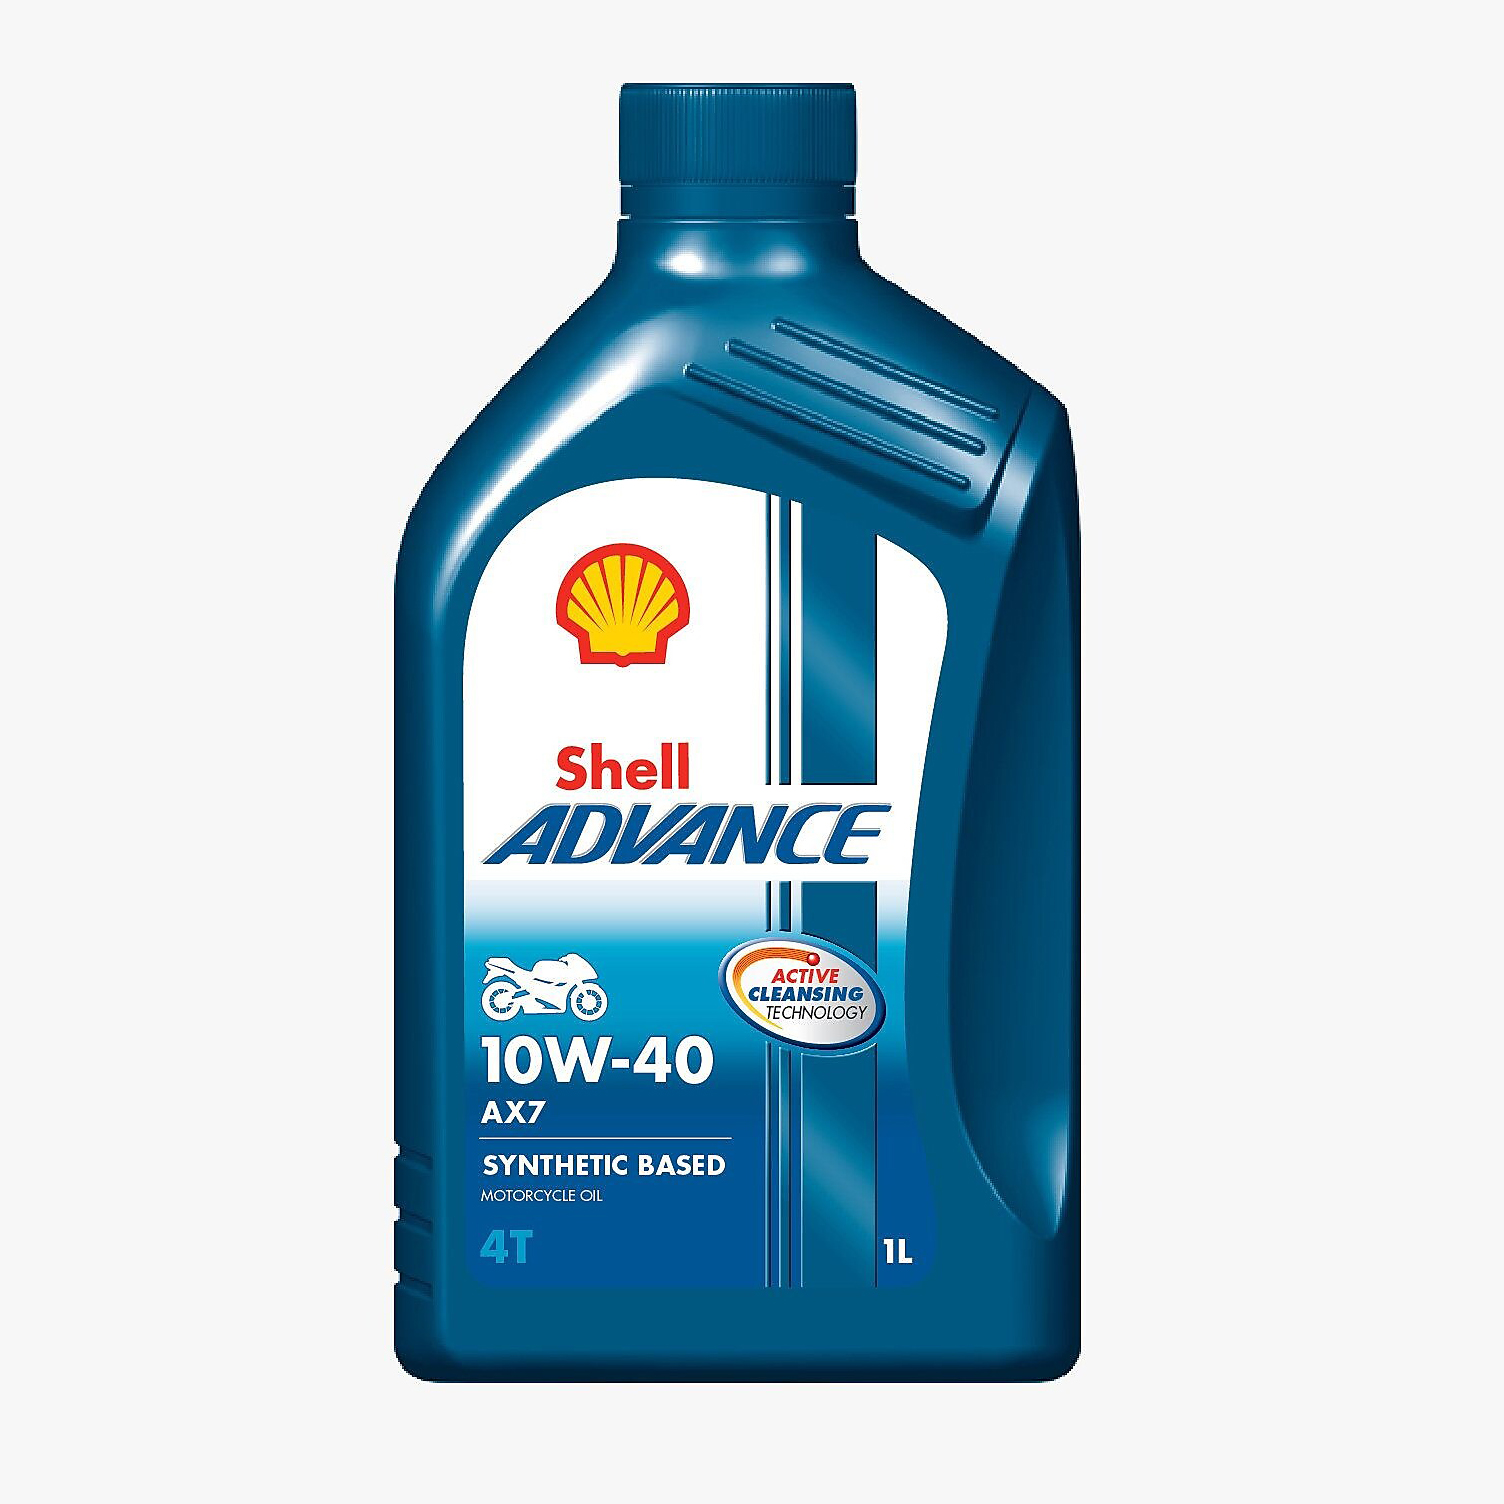 Shell
ADVANCE
ACTIVE
CLEANSING
TECHNOLOGY
10W-40
AX7
SYNTHETIC BASED
MOTORCYCLE OIL
4T
1L